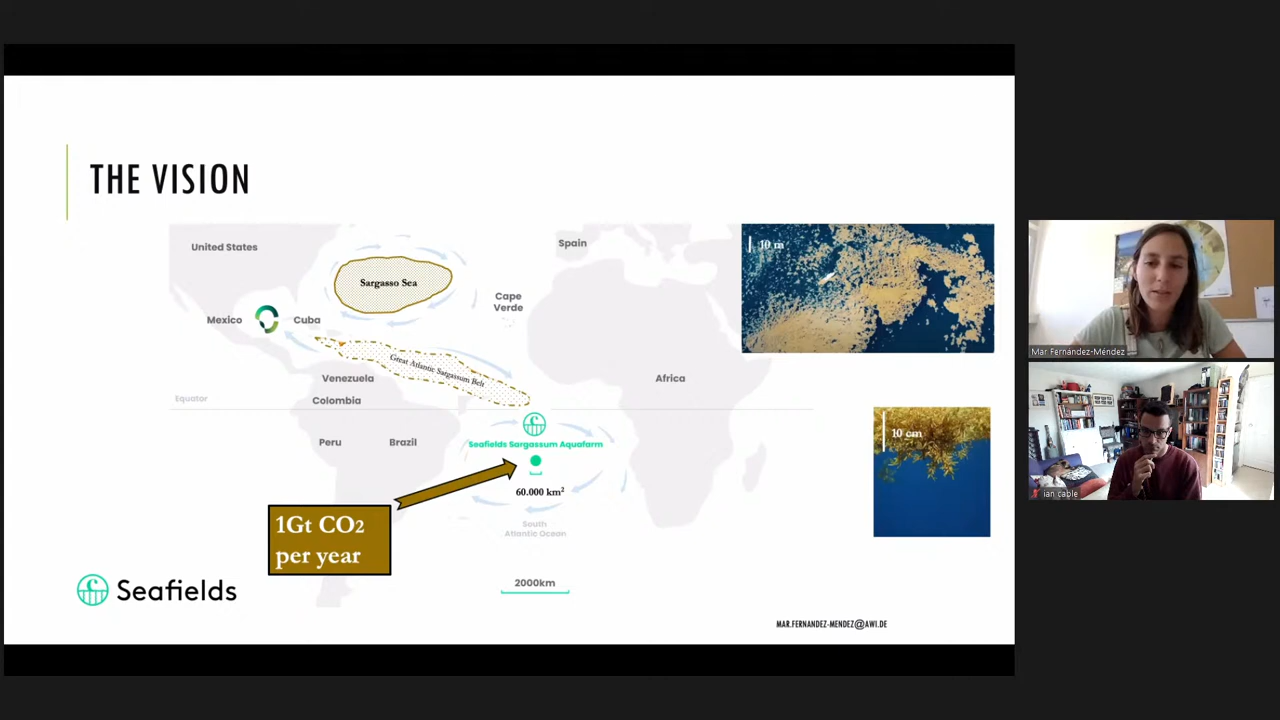 THE VISION
United States
Spain
Sargasso Sea
Cape
Verde
Mexico
Cuba
Great Atlantic Sargassum Belt
Venezuela
Africa
Equator
Colombia
Peru
Brazil
Seafields Sargassum Aquafarm
60.000 km²
1Gt CO2
per year
South
Atlantic Ocean
2000km
Seafields
MAR.FERNANDEZ-MENDEZ@AWI.DE
10 m
10 cm
Mar Fernández-Méndez
ian cable